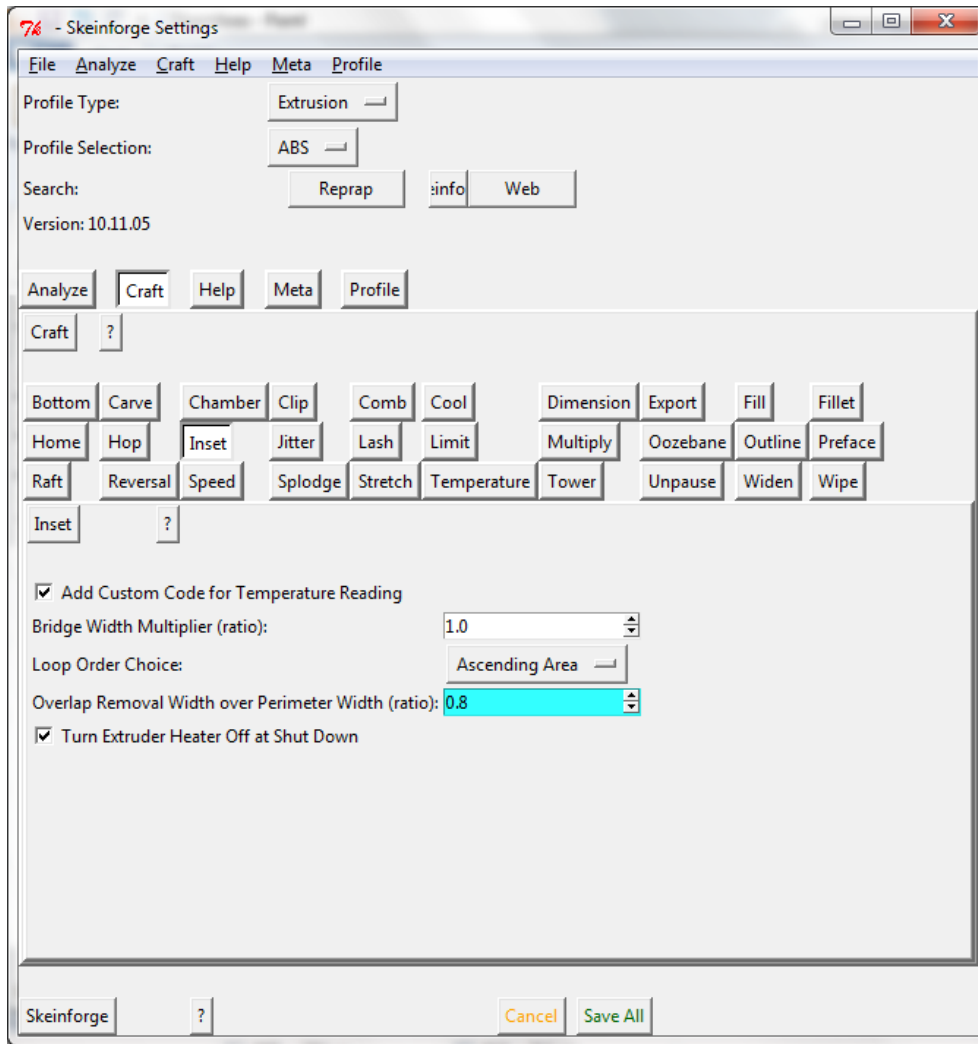 7% - Skeinforge Settings
File Analyze Craft Help Meta Profile
Profile Type: Extrusion
Profile Selection: ABS
Search: Reprap einfo Web
Version: 10.11.05
Analyze Craft Help Meta Profile
Craft ?
Bottom Carve Chamber Clip Comb Cool Dimension Export Fill Fillet
Home Hop Inset Jitter Lash Limit Multiply Oozebane Outline Preface
Raft Reversal Speed Splodge Stretch Temperature Tower Unpause Widen Wipe
Inset ?
Add Custom Code for Temperature Reading
Bridge Width Multiplier (ratio): 1.0
Loop Order Choice: Ascending Area
Overlap Removal Width over Perimeter Width (ratio): 0.8
Turn Extruder Heater Off at Shut Down
Skeinforge ? Cancel Save All